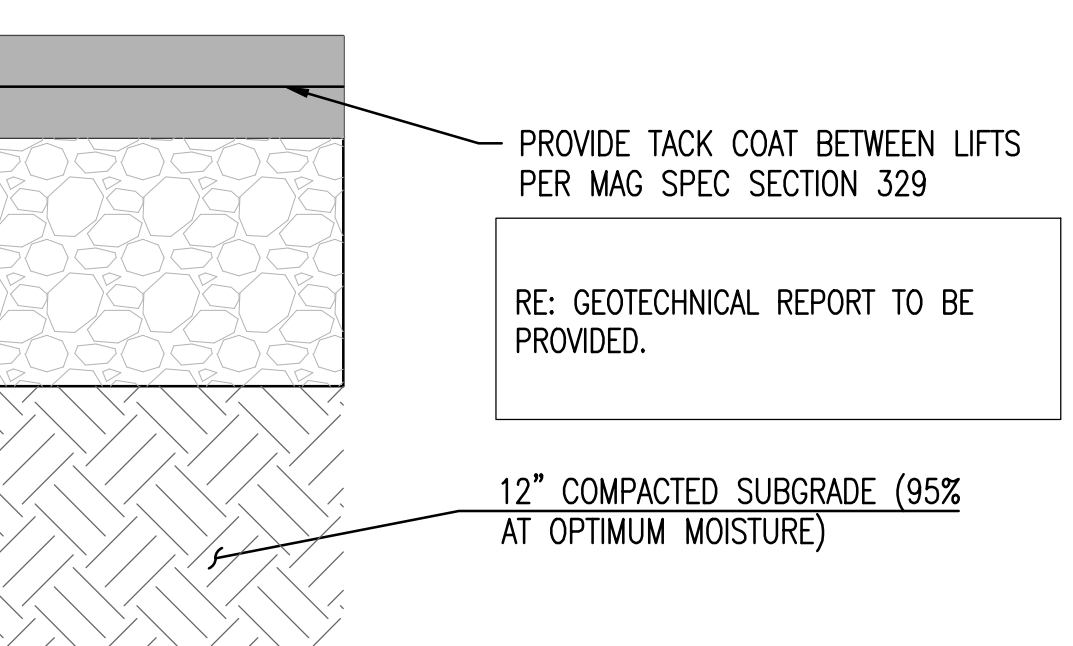 PROVIDE TACK COAT BETWEEN LIFTS
PER MAG SPEC SECTION 329
RE: GEOTECHNICAL REPORT TO BE
PROVIDED.
12" COMPACTED SUBGRADE (95%
AT OPTIMUM MOISTURE)